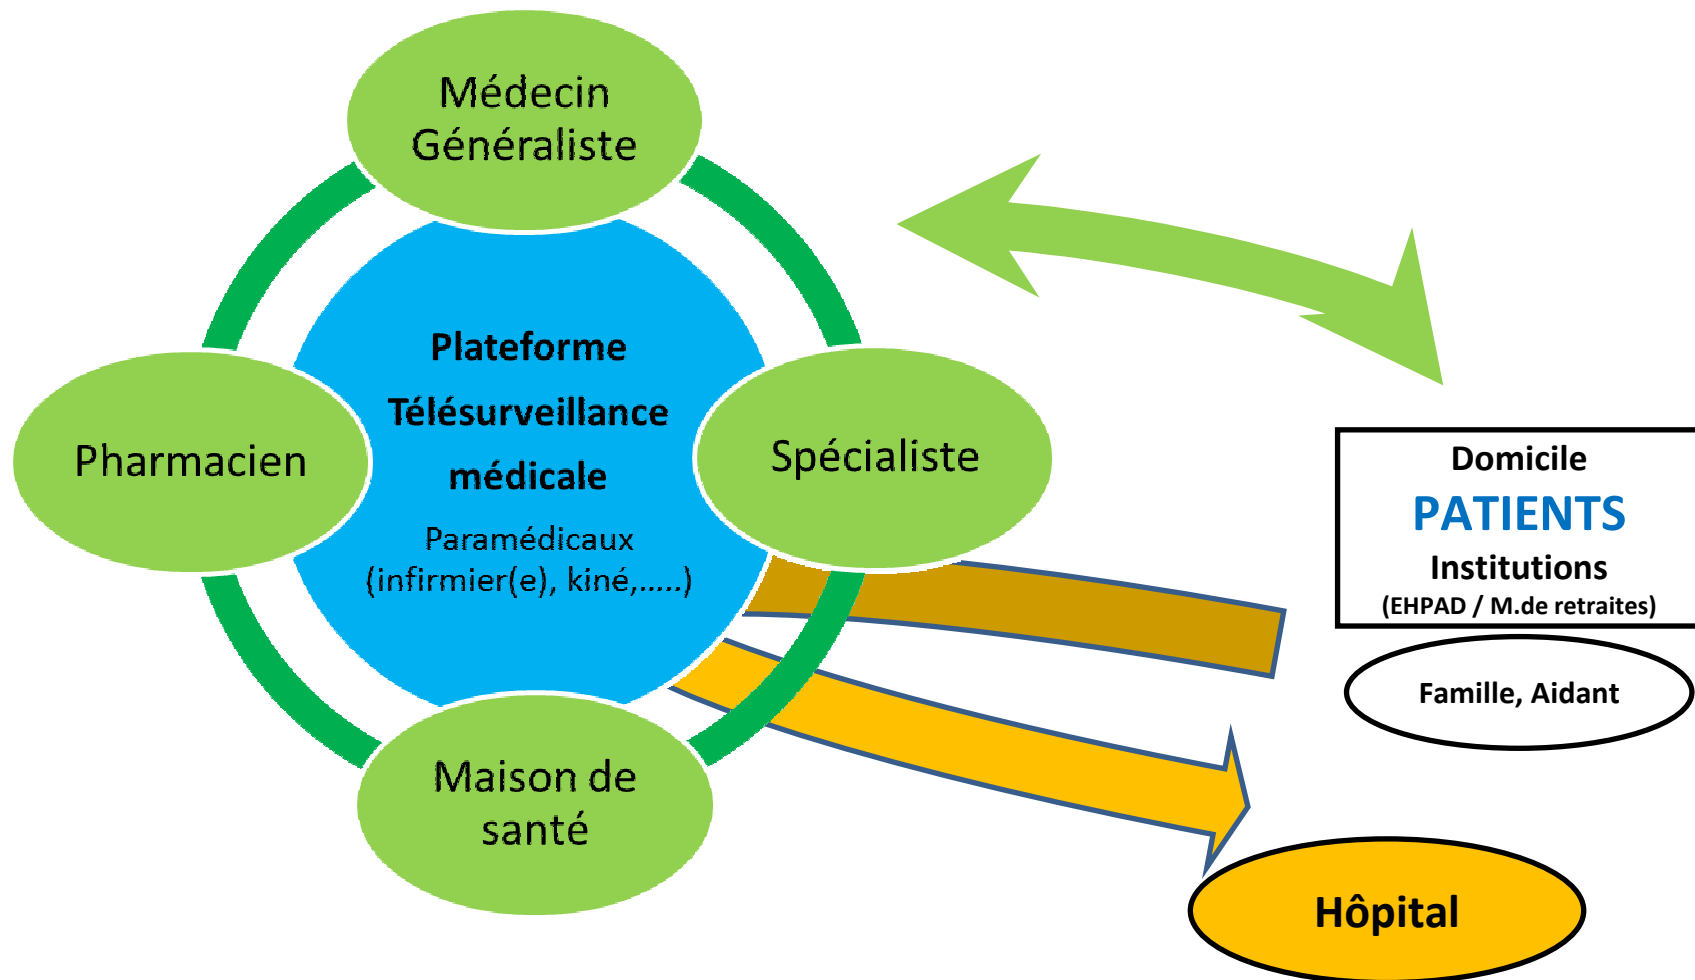 Médecin
Généraliste
Plateforme
Télésurveillance
médicale
Paramédicaux
(infirmier(e), kiné,.....)
Pharmacien
Spécialiste
Maison de
santé
Domicile
PATIENTS
Institutions
(EHPAD / M.de retraites)
Famille, Aidant
Hôpital